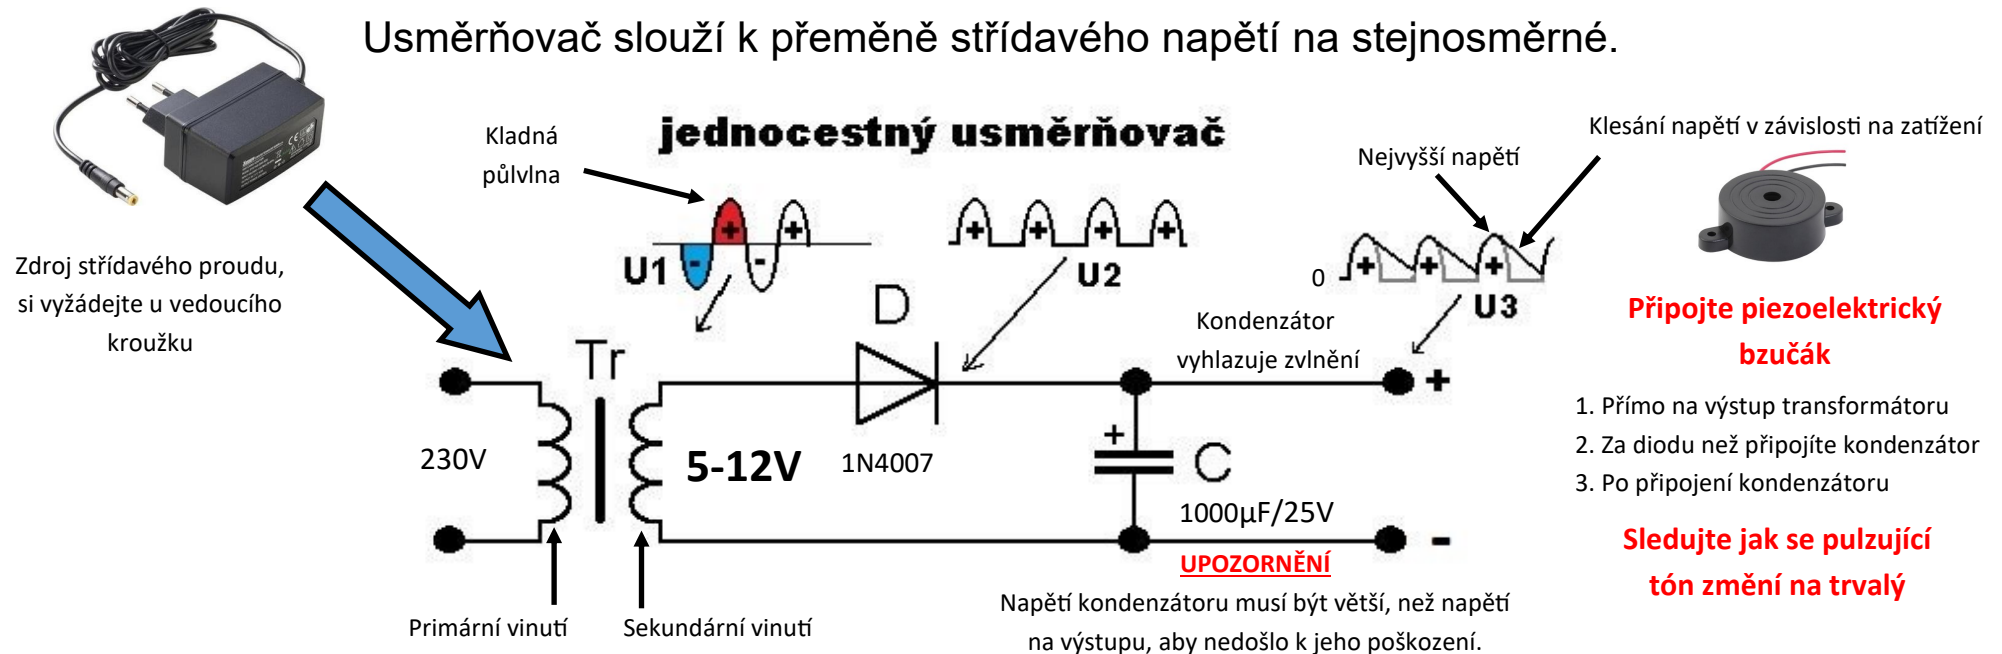 Usměrňovač slouží k přeměně střídavého napětí na stejnosměrné.
jednocestný usměrňovač
Kladná
půlvlna
Nejvyšší napětí
Klesání napětí v závislosti na zatížení
Zdroj střídavého proudu,
si vyžádejte u vedoucího
kroužku
U1
+
-
+
-
U2
+
+
+
+
0
+
+
+
U3
Připojte piezoelektrický
bzučák
1. Přímo na výstup transformátoru
2. Za diodu než připojíte kondenzátor
3. Po připojení kondenzátoru
Sledujte jak se pulzující
tón změní na trvalý
Tr
D
Kondenzátor
vyhlazuje zvlnění
+
230V
5-12V
1N4007
+
C
1000µF/25V
-
UPOZORNĚNÍ
Napětí kondenzátoru musí být větší, než napětí
na výstupu, aby nedošlo k jeho poškození.
Primární vinutí
Sekundární vinutí